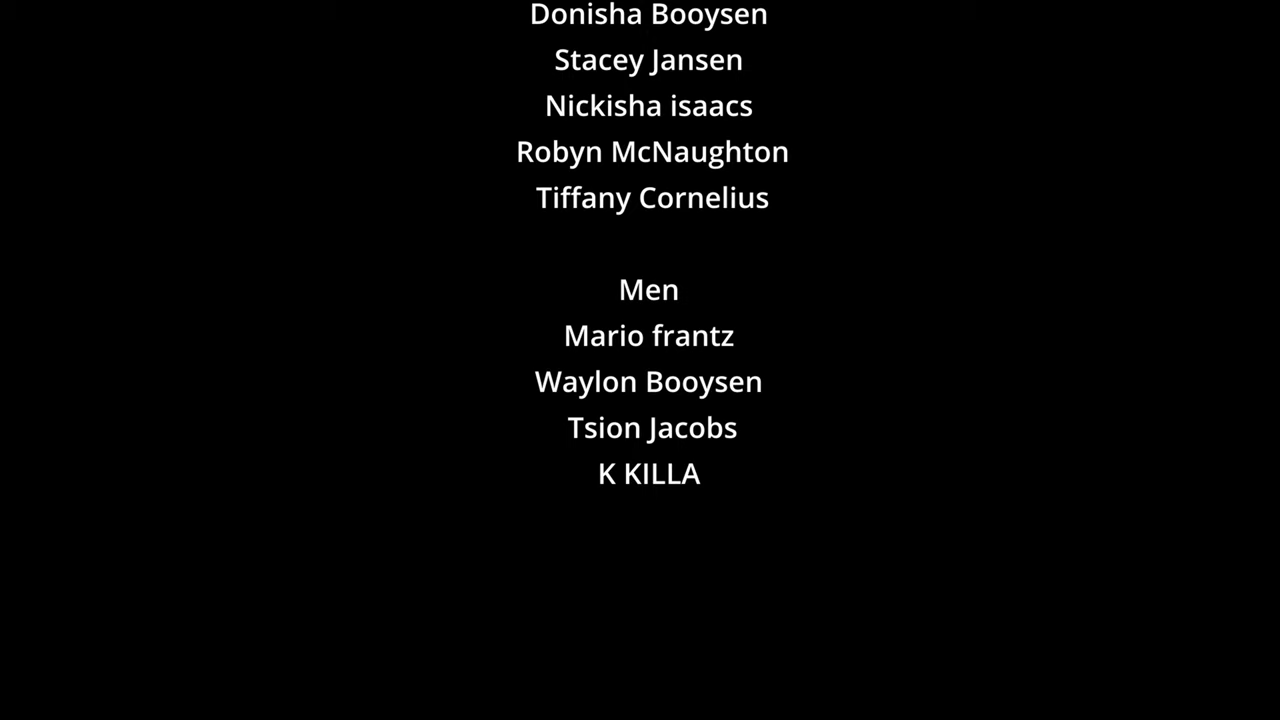 Donisha Booysen
Stacey Jansen
Nickisha isaacs
Robyn McNaughton
Tiffany Cornelius
Men
Mario frantz
Waylon Booysen
Tsion Jacobs
K KILLA